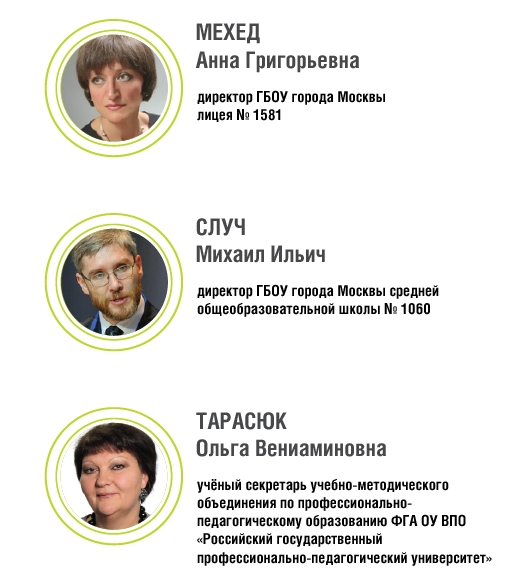 МЕХЕД
Анна Григорьевна
директор ГБОУ города Москвы
лицея № 1581
СЛУЧ
Михаил Ильич
директор ГБОУ города Москвы средней
общеобразовательной школы № 1060
ТАРАСЮК
Ольга Вениаминовна
учёный секретарь учебно-методического
объединения по профессионально-
педагогическому образованию ФГА ОУ ВПО
«Российский государственный
профессионально-педагогический университет»